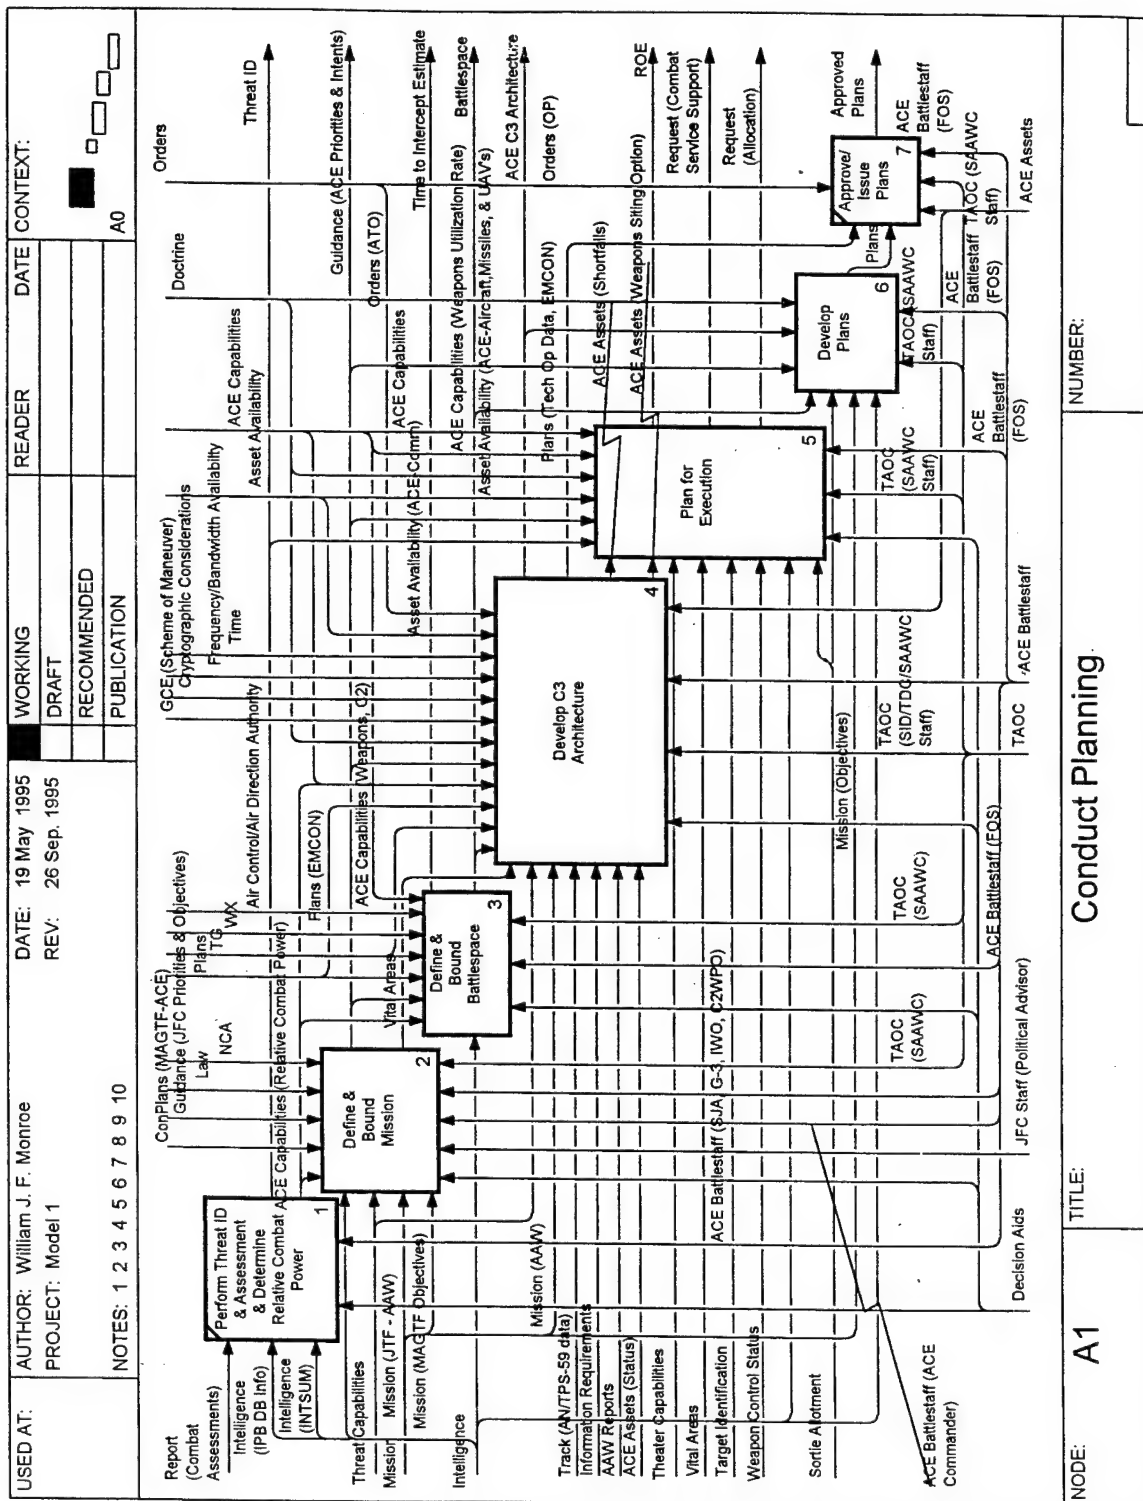 USED AT:
AUTHOR: William J. F. Monroe
DATE: 19 May 1995
WORKING
READER
DATE
CONTEXT:
PROJECT: Model 1
REV: 26 Sep. 1995
DRAFT
RECOMMENDED
NOTES: 1 2 3 4 5 6 7 8 9 10
PUBLICATION
A0
ConPlans (MAGTF-ACE)
Guidance (JFC Priorities & Objectives)
Law
NCA
Plans
TG
WX
Air Control/Air Direction Authority
GCE (Scheme of Maneuver)
Cryptographic Considerations
Frequency/Bandwidth Availability
Time
ACE Capabilities
Asset Availability
Doctrine
Orders
Threat ID
Guidance (ACE Priorities & Intents)
Orders (ATO)
ACE Capabilities
Time to Intercept Estimate
Asset Availability (ACE-Comm)
ACE Capabilities (Weapons Utilization Rate)
Battlespace
Asset Availability (ACE-Aircraft,Missiles, & UAV's)
ACE C3 Architecture
Plans (Tech Op Data, EMCON)
Orders (OP)
ACE Assets (Shortfalls)
ACE Assets (Weapons Siting Option)
ROE
Request (Combat
Service Support)
Request
(Allocation)
Approved
Plans
ACE Capabilities (Relative Combat Power)
Plans (EMCON)
ACE Capabilities (Weapons, C2)
Vital Areas
Report
(Combat
Assessments)
Intelligence
(IPB DB Info)
Intelligence
(INTSUM)
Perform Threat ID
& Assessment
& Determine
Relative Combat
Power
1
Threat Capabilities
Mission (JTF - AAW)
Mission (MAGTF Objectives)
Intelligence
Define &
Bound
Mission
2
Define &
Bound
Battlespace
3
Mission (AAW)
Track (AN/TPS-59 data)
Information Requirements
AAW Reports
ACE Assets (Status)
Develop C3
Architecture
4
Theater Capabilities
Vital Areas
Target Identification
Weapon Control Status
Sortie Allotment
Mission (Objectives)
Plan for
Execution
5
Develop
Plans
6
Plans
Approve/
Issue
Plans
7
ACE Battlestaff (SJA, G-3, IWO, C2WPO)
TAOC
(SAAWC)
TAOC
(SAAWC)
TAOC
(SID/TDC/SAAWC
Staff)
TAOC
(SAAWC
Staff)
TAOC(SAAWC
Staff)
TAOC (SAAWC
Staff)
ACE Battlestaff (FOS)
ACE
Battlestaff
(FOS)
ACE
Battlestaff
(FOS)
ACE
Battlestaff
(FOS)
ACE Battlestaff (ACE
Commander)
Decision Aids
JFC Staff (Political Advisor)
TAOC
ACE Battlestaff
ACE Assets
NODE:
A1
TITLE:
Conduct Planning
NUMBER: